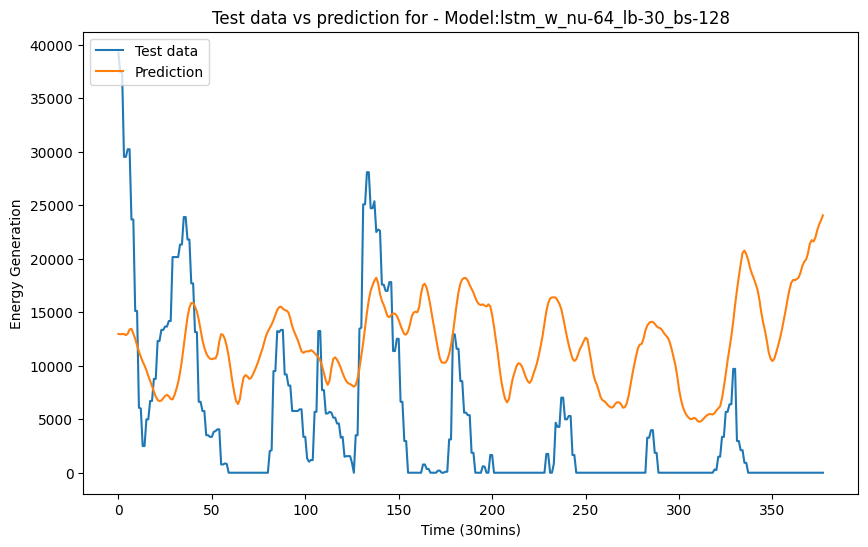 Test data vs prediction for - Model:lstm_w_nu-64_lb-30_bs-128
40000
35000
30000
25000
20000
15000
10000
5000
0
Energy Generation
Test data
Prediction
0 50 100 150 200 250 300 350
Time (30mins)